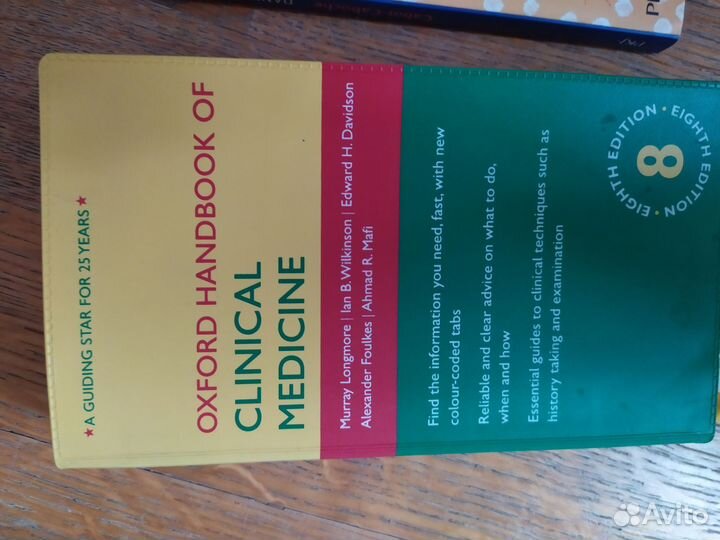 ★ A GUIDING STAR FOR 25 YEARS ★
OXFORD HANDBOOK OF
CLINICAL
MEDICINE
Murray Longmore | Ian B. Wilkinson | Edward H. Davidson
Alexander Foulkes | Ahmad R. Mafi
Find the information you need, fast, with new
colour-coded tabs
Reliable and clear advice on what to do,
when and how
Essential guides to clinical techniques such as
history taking and examination
EIGHTH EDITION · EIGHTH EDITION ·
8
Cabor Caboche
Avito